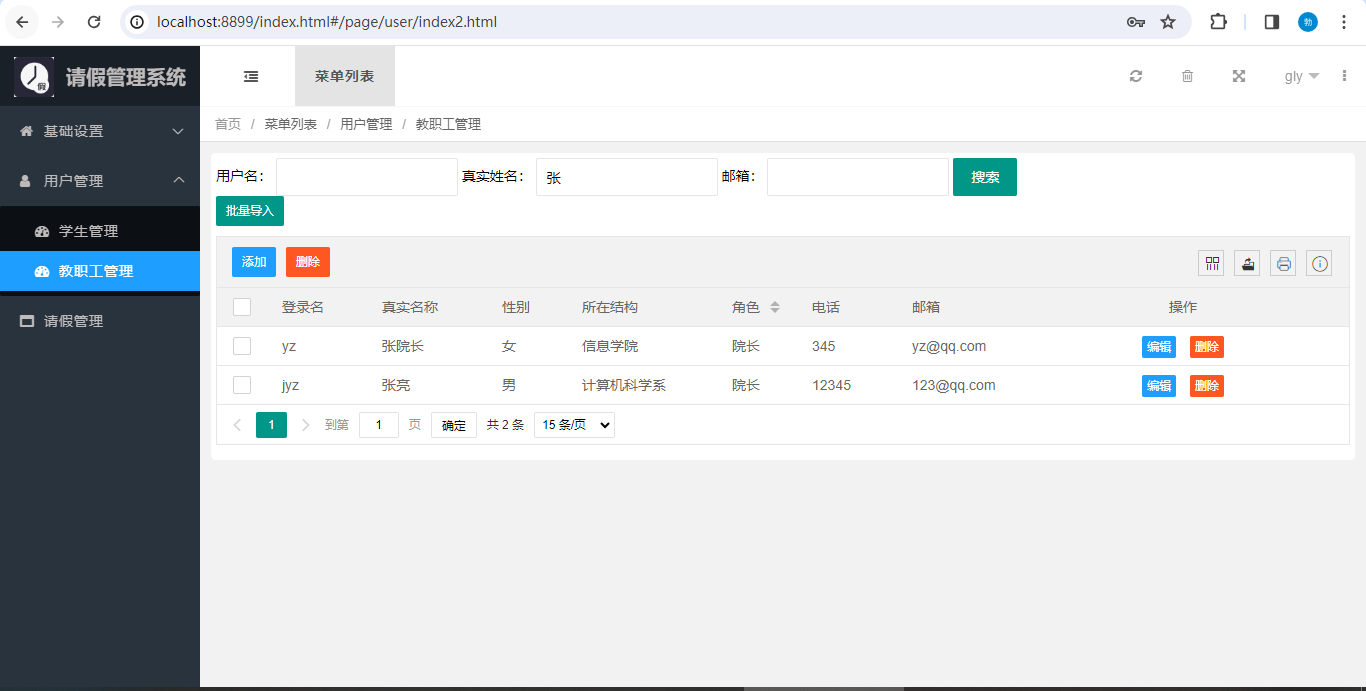 localhost:8899/index.html#/page/user/index2.html
勃
假
请假管理系统
菜单列表
gly
基础设置
用户管理
学生管理
教职工管理
请假管理
首页 / 菜单列表 / 用户管理 / 教职工管理
用户名: 真实姓名: 张 邮箱: 搜索
批量导入
添加 删除
登录名 真实名称 性别 所在结构 角色 电话 邮箱 操作
yz 张院长 女 信息学院 院长 345 yz@qq.com 编辑 删除
jyz 张亮 男 计算机科学系 院长 12345 123@qq.com 编辑 删除
1 到第 1 页 确定 共 2 条 15 条/页